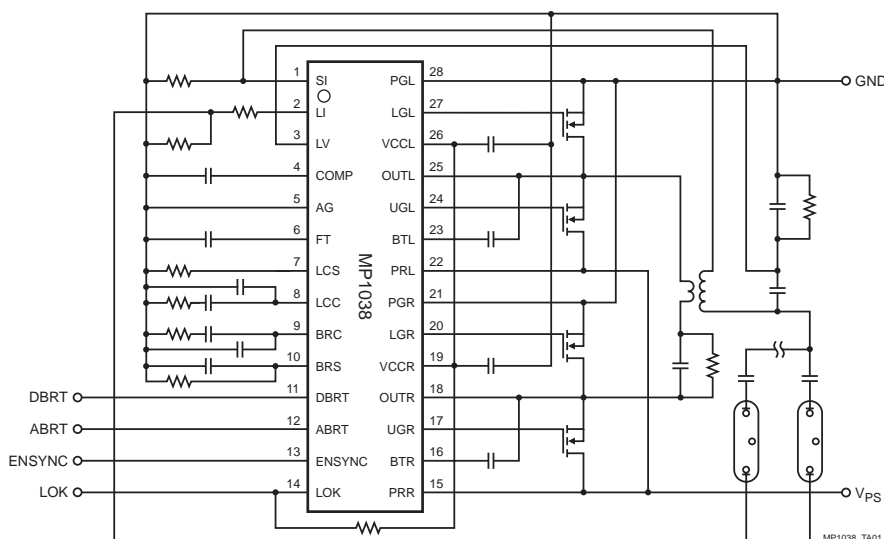 1 SI PGL 28 GND
2 LI LGL 27
3 LV VCCL 26
4 COMP OUTL 25
5 AG UGL 24
6 FT BTL 23
7 LCS PRL 22
8 LCC PGR 21
9 BRC LGR 20
10 BRS VCCR 19
DBRT 11 DBRT OUTR 18
ABRT 12 ABRT UGR 17
ENSYNC 13 ENSYNC BTR 16
LOK 14 LOK PRR 15 VPS
MP1038
MP1038_TA01